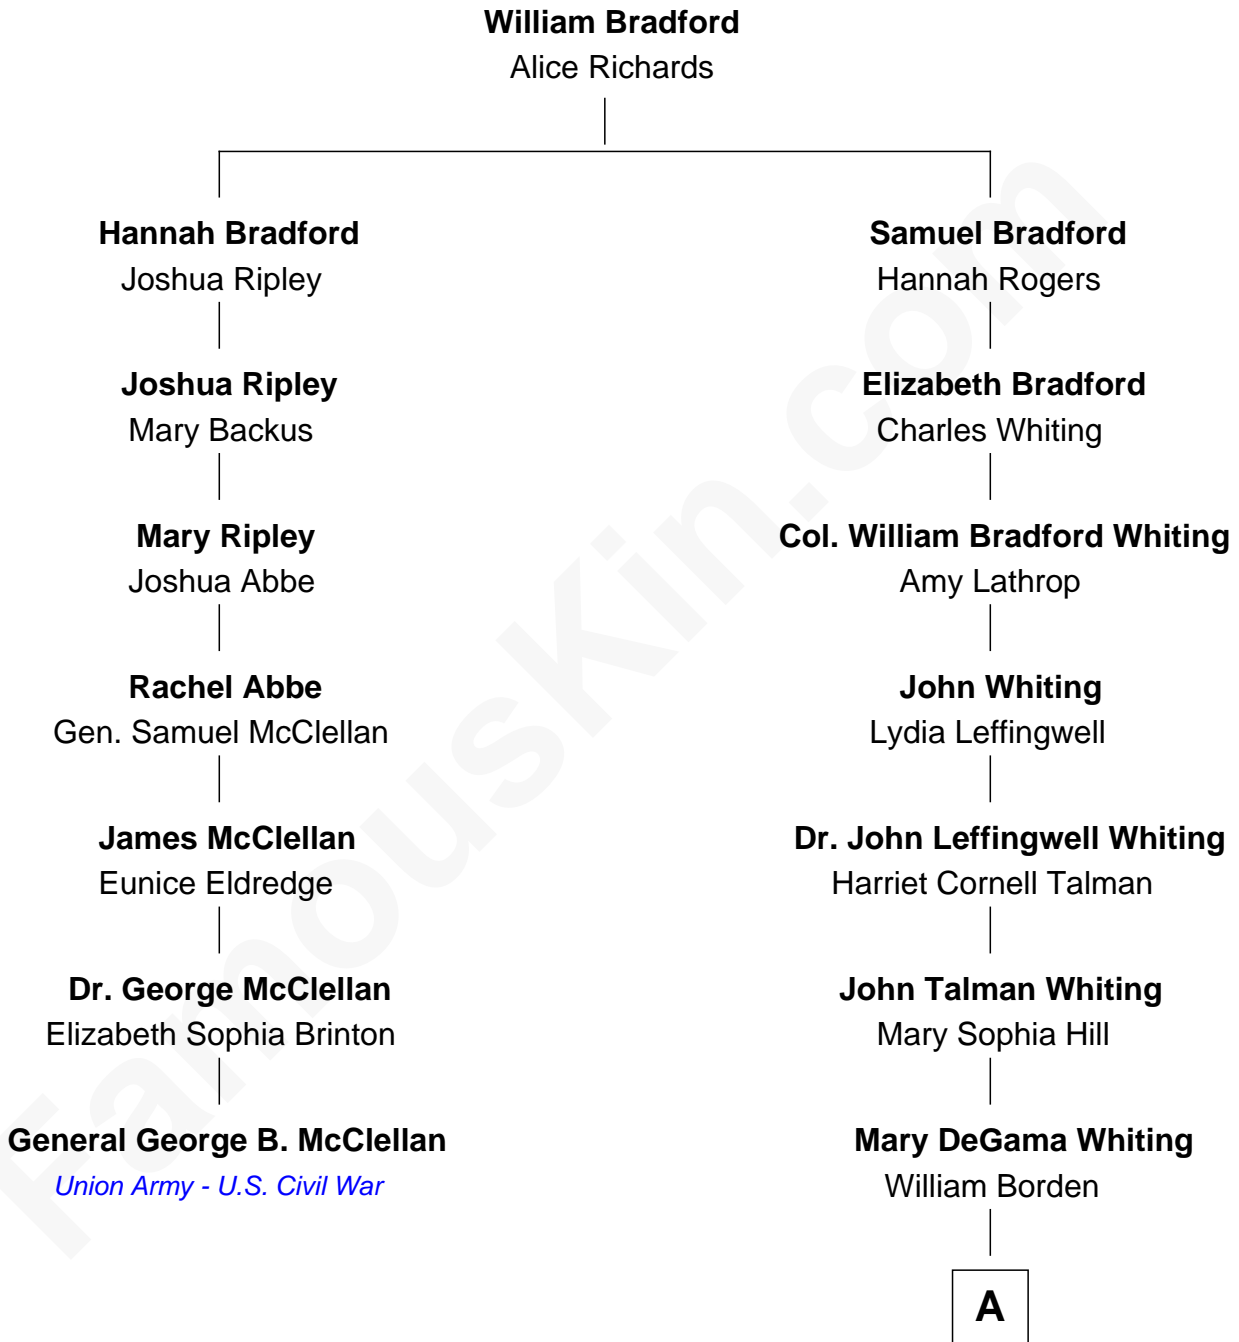 William Bradford
Alice Richards
Hannah Bradford
Joshua Ripley
Samuel Bradford
Hannah Rogers
Joshua Ripley
Mary Backus
Elizabeth Bradford
Charles Whiting
Mary Ripley
Joshua Abbe
Col. William Bradford Whiting
Amy Lathrop
Rachel Abbe
Gen. Samuel McClellan
John Whiting
Lydia Leffingwell
James McClellan
Eunice Eldredge
Dr. John Leffingwell Whiting
Harriet Cornell Talman
Dr. George McClellan
Elizabeth Sophia Brinton
John Talman Whiting
Mary Sophia Hill
General George B. McClellan
Union Army - U.S. Civil War
Mary DeGama Whiting
William Borden
A
FamousKin.com